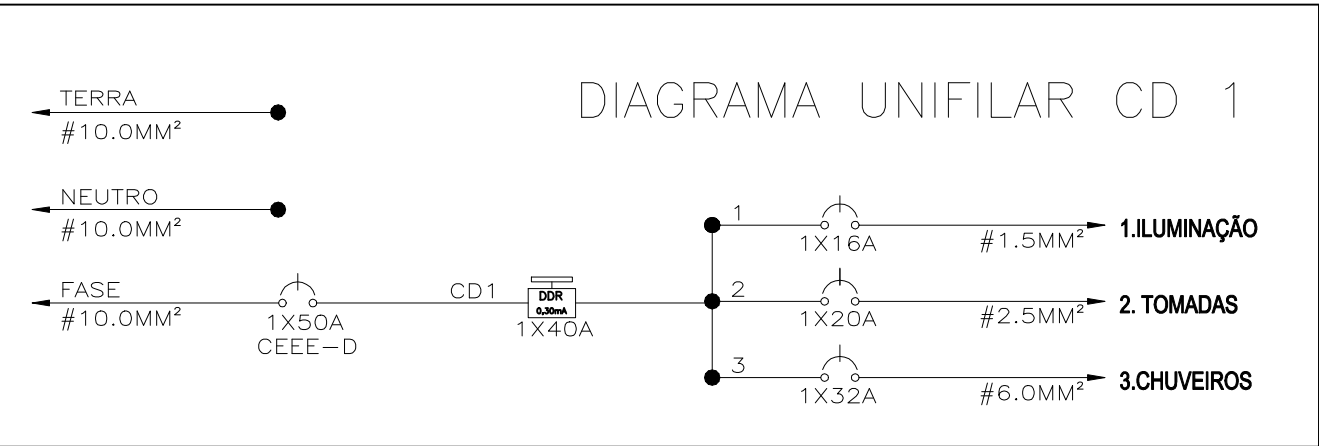 DIAGRAMA UNIFILAR CD 1
TERRA
#10.0MM²
NEUTRO
#10.0MM²
FASE
#10.0MM²
1X50A
CEEE-D
CD1
DDR
0,30mA
1X40A
1
1X16A
#1.5MM²
1.ILUMINAÇÃO
2
1X20A
#2.5MM²
2. TOMADAS
3
1X32A
#6.0MM²
3.CHUVEIROS